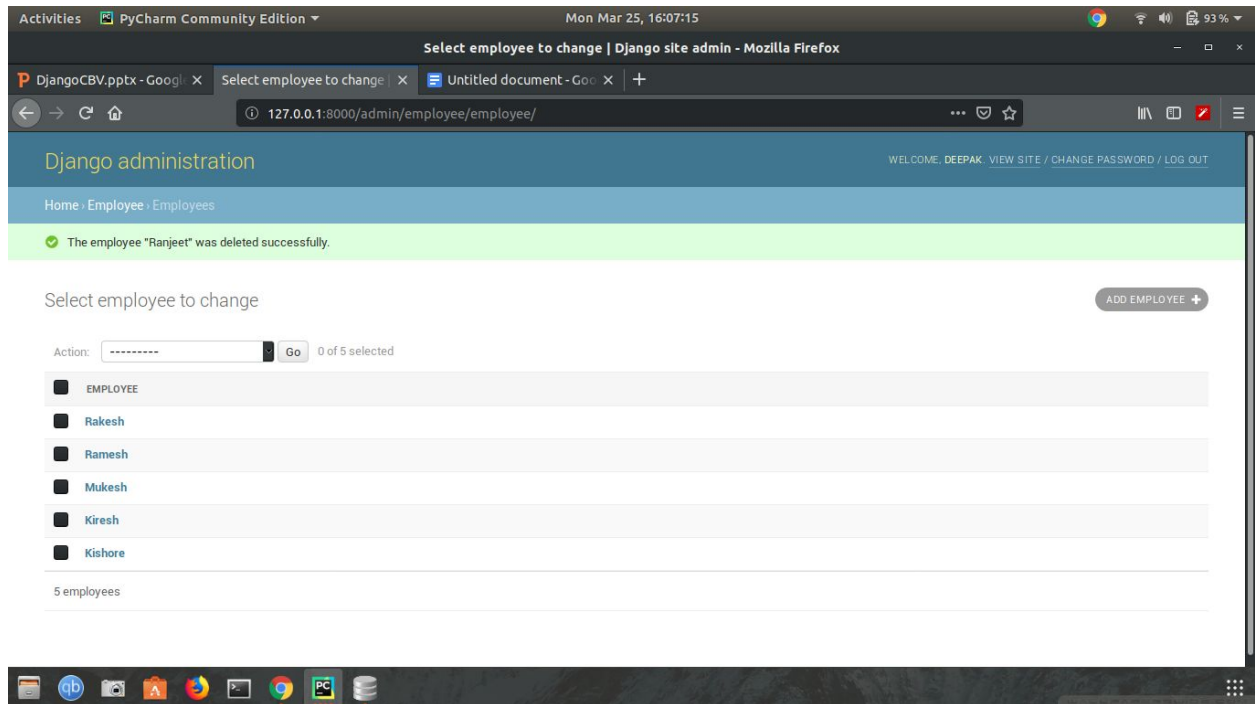 Activities PyCharm Community Edition Mon Mar 25, 16:07:15 93 %
Select employee to change | Django site admin - Mozilla Firefox
DjangoCBV.pptx - Googl Select employee to change | Untitled document - Goo
127.0.0.1:8000/admin/employee/employee/
Django administration WELCOME, DEEPAK. VIEW SITE / CHANGE PASSWORD / LOG OUT
Home › Employee › Employees
The employee "Ranjeet" was deleted successfully.
Select employee to change ADD EMPLOYEE +
Action: --------- Go 0 of 5 selected
EMPLOYEE
Rakesh
Ramesh
Mukesh
Kiresh
Kishore
5 employees
qb PC